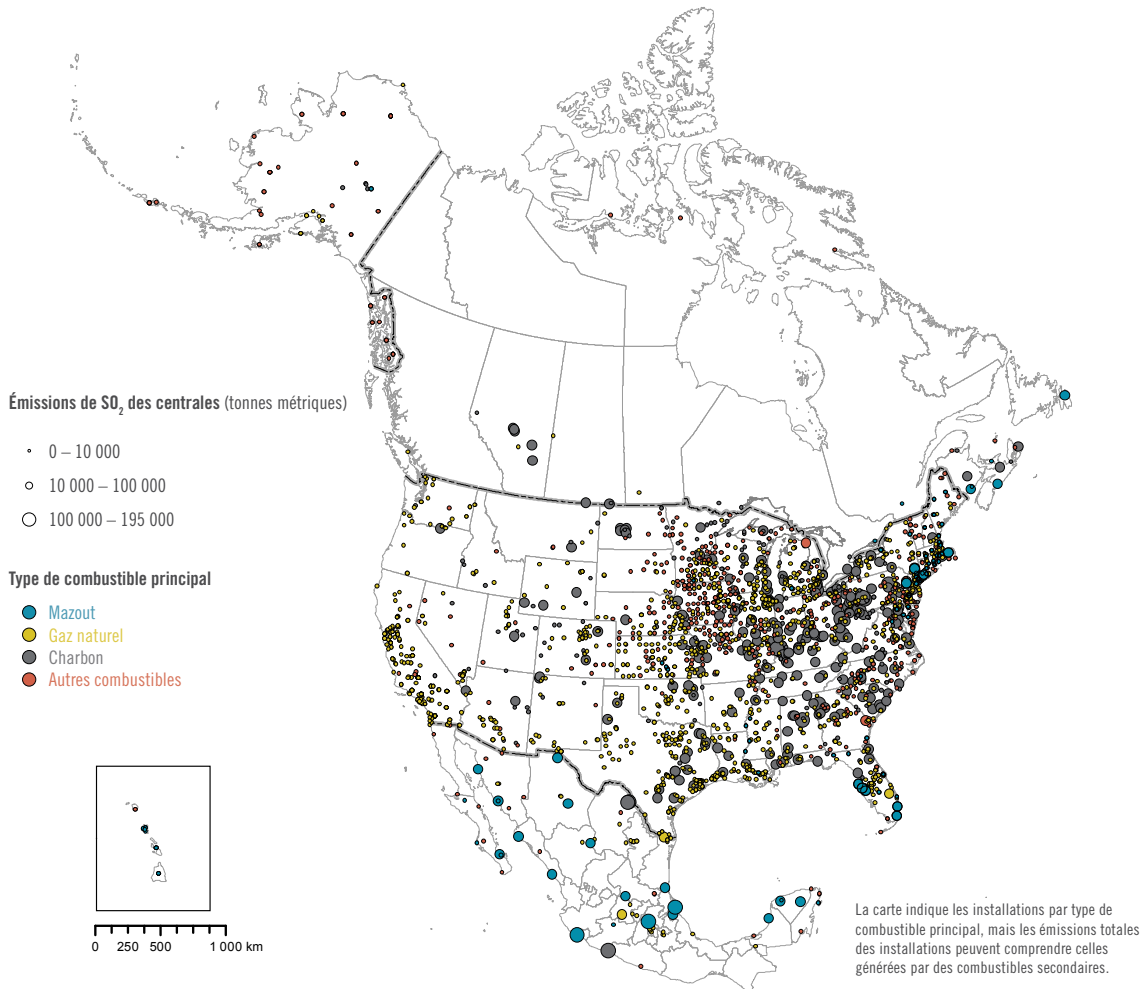 Émissions de SO2 des centrales (tonnes métriques)
0 – 10 000
10 000 – 100 000
100 000 – 195 000
Type de combustible principal
Mazout
Gaz naturel
Charbon
Autres combustibles
0 250 500 1 000 km
La carte indique les installations par type de
combustible principal, mais les émissions totales
des installations peuvent comprendre celles
générées par des combustibles secondaires.